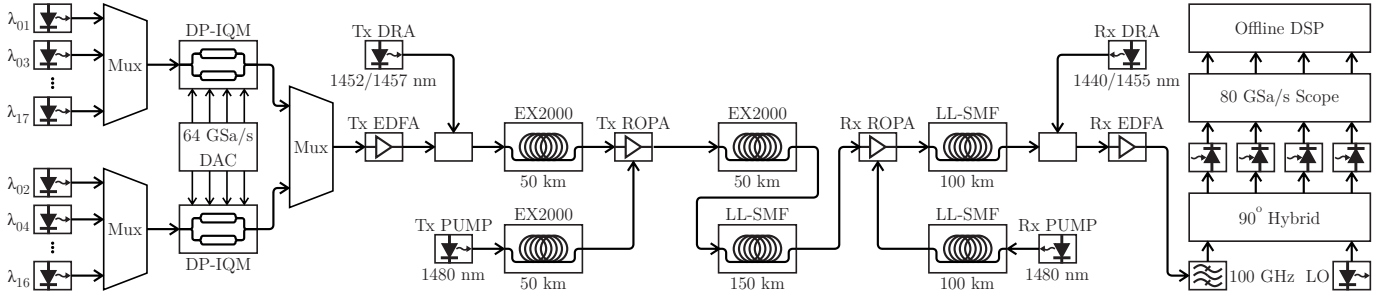 λ01
λ03
λ17
Mux
DP-IQM
64 GSa/s
DAC
λ02
λ04
λ16
Mux
DP-IQM
Mux
Tx EDFA
Tx DRA
1452/1457 nm
EX2000
50 km
Tx PUMP
1480 nm
EX2000
50 km
Tx ROPA
EX2000
50 km
LL-SMF
150 km
Rx ROPA
LL-SMF
100 km
LL-SMF
100 km
Rx PUMP
1480 nm
Rx DRA
1440/1455 nm
Rx EDFA
Offline DSP
80 GSa/s Scope
90° Hybrid
100 GHz
LO